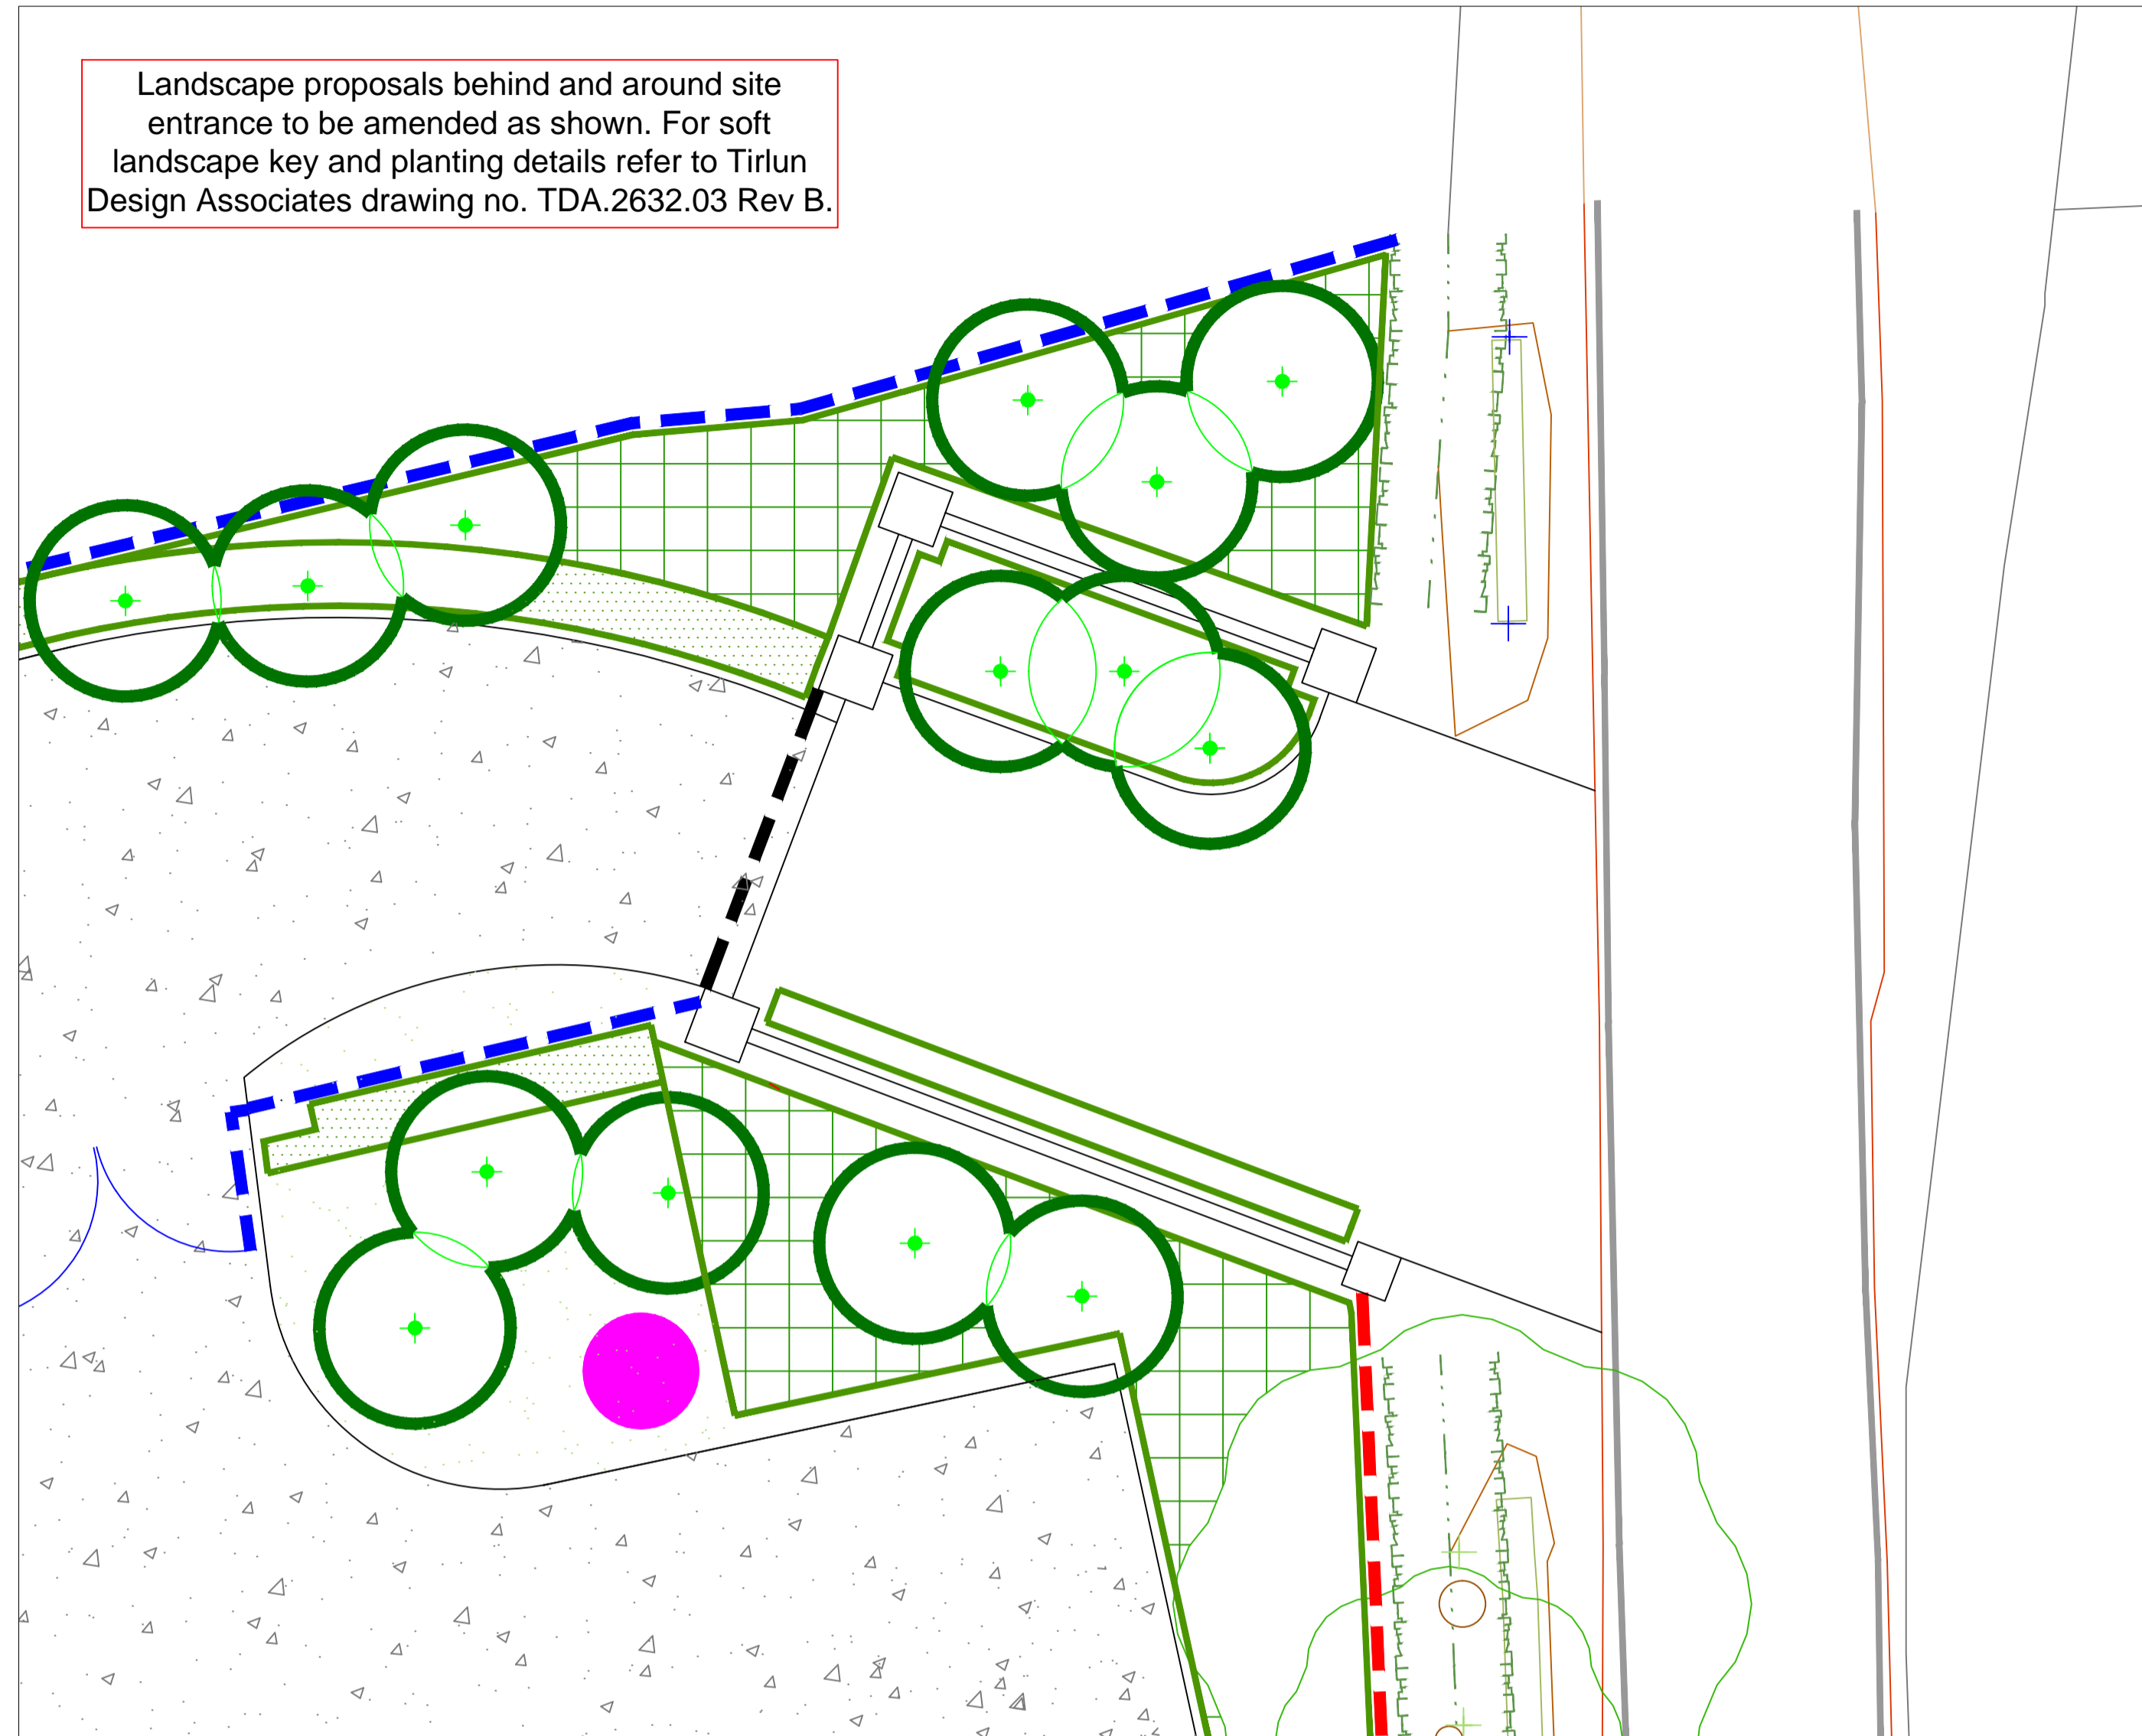 Landscape proposals behind and around site
entrance to be amended as shown. For soft
landscape key and planting details refer to Tirlun
Design Associates drawing no. TDA.2632.03 Rev B.